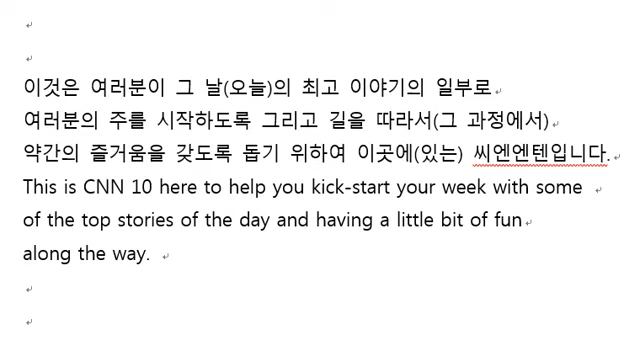 이것은 여러분이 그 날(오늘)의 최고 이야기의 일부로
여러분의 주를 시작하도록 그리고 길을 따라서(그 과정에서)
약간의 즐거움을 갖도록 돕기 위하여 이곳에(있는) 씨엔엔텐입니다.
This is CNN 10 here to help you kick-start your week with some
of the top stories of the day and having a little bit of fun
along the way.